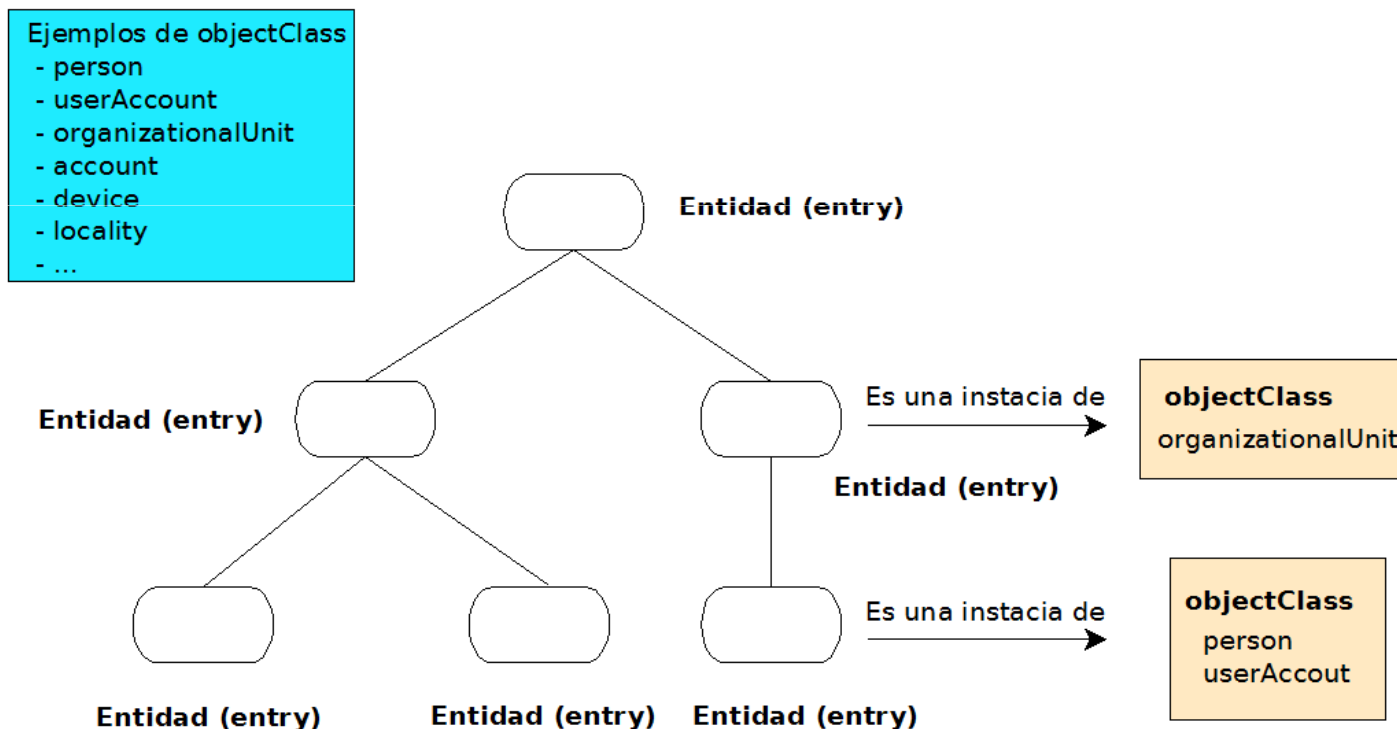 Ejemplos de objectClass
- person
- userAccount
- organizationalUnit
- account
- device
- locality
- ...
Entidad (entry)
Entidad (entry)
Es una instacia de
objectClass
organizationalUnit
Entidad (entry)
Es una instacia de
objectClass
person
userAccout
Entidad (entry)
Entidad (entry)
Entidad (entry)